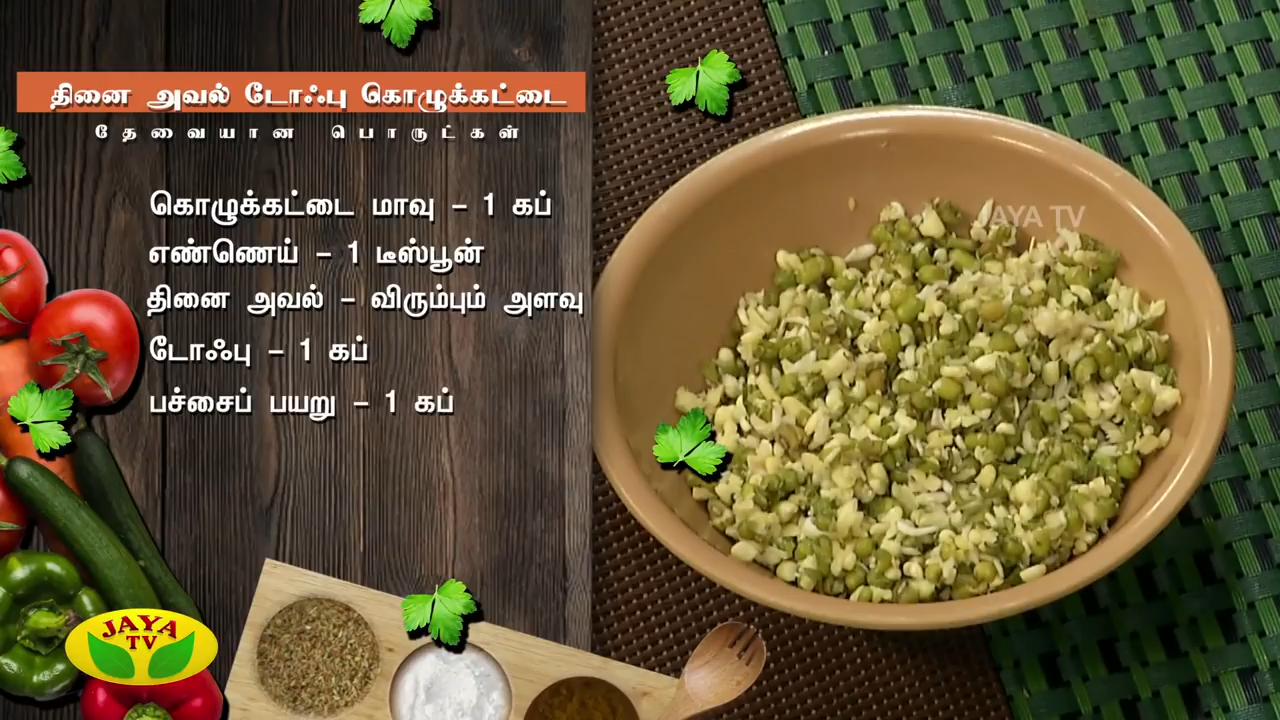 தினை அவல் டோஃபு கொழுக்கட்டை
தேவையான பொருட்கள்
கொழுக்கட்டை மாவு – 1 கப்
எண்ணெய் – 1 டீஸ்பூன்
தினை அவல் – விரும்பும் அளவு
டோஃபு – 1 கப்
பச்சைப் பயறு – 1 கப்
JAYA TV
JAYA
TV